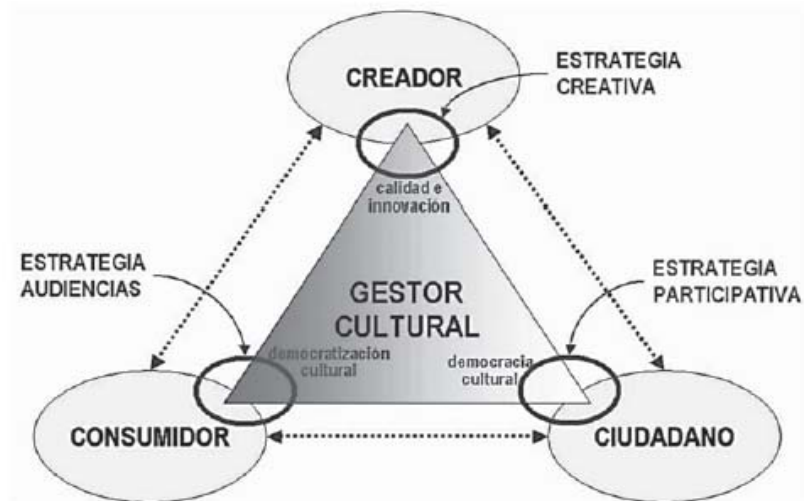 CREADOR
ESTRATEGIA
CREATIVA
calidad e
innovación
ESTRATEGIA
AUDIENCIAS
GESTOR
CULTURAL
ESTRATEGIA
PARTICIPATIVA
democratización
cultural
democracia
cultural
CONSUMIDOR
CIUDADANO